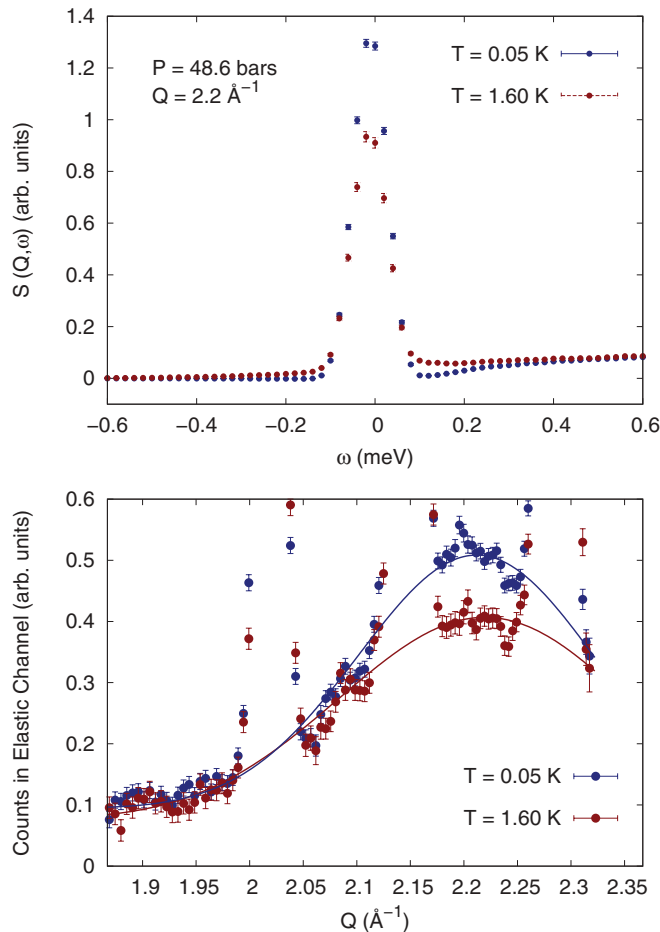 1.4
1.2
1
0.8
0.6
0.4
0.2
0
S (Q,ω) (arb. units)
P = 48.6 bars
Q = 2.2 Å⁻¹
T = 0.05 K
T = 1.60 K
−0.6 −0.4 −0.2 0 0.2 0.4 0.6
ω (meV)
0.6
0.5
0.4
0.3
0.2
0.1
0
Counts in Elastic Channel (arb. units)
T = 0.05 K
T = 1.60 K
1.9 1.95 2 2.05 2.1 2.15 2.2 2.25 2.3 2.35
Q (Å⁻¹)